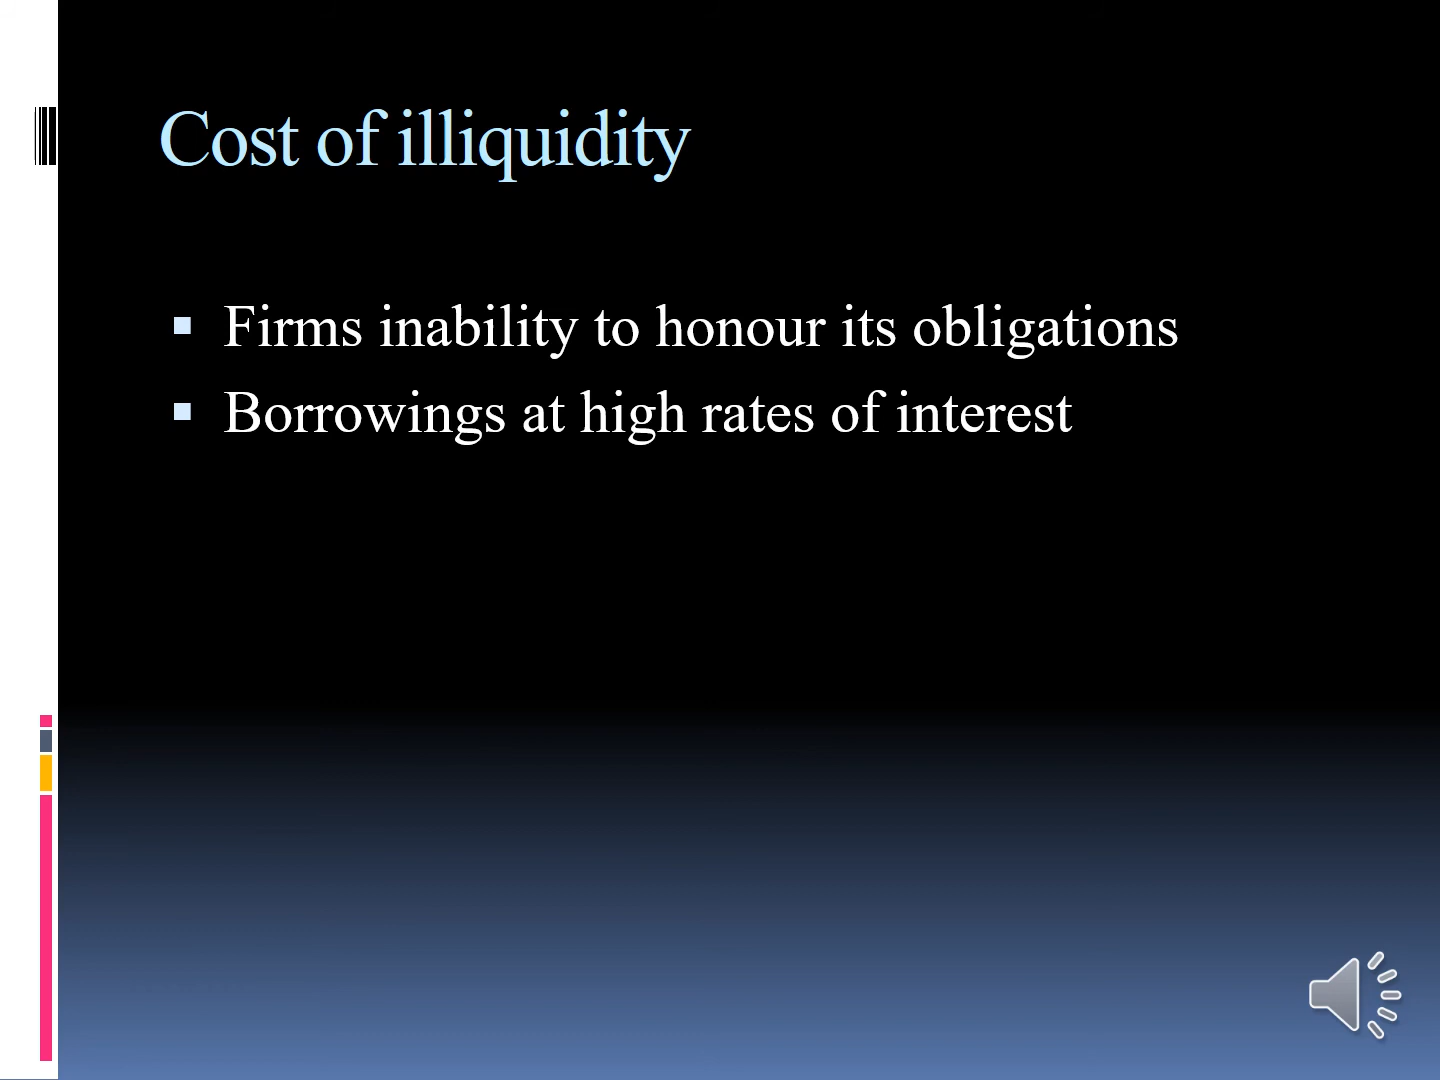 Cost of illiquidity
Firms inability to honour its obligations
Borrowings at high rates of interest